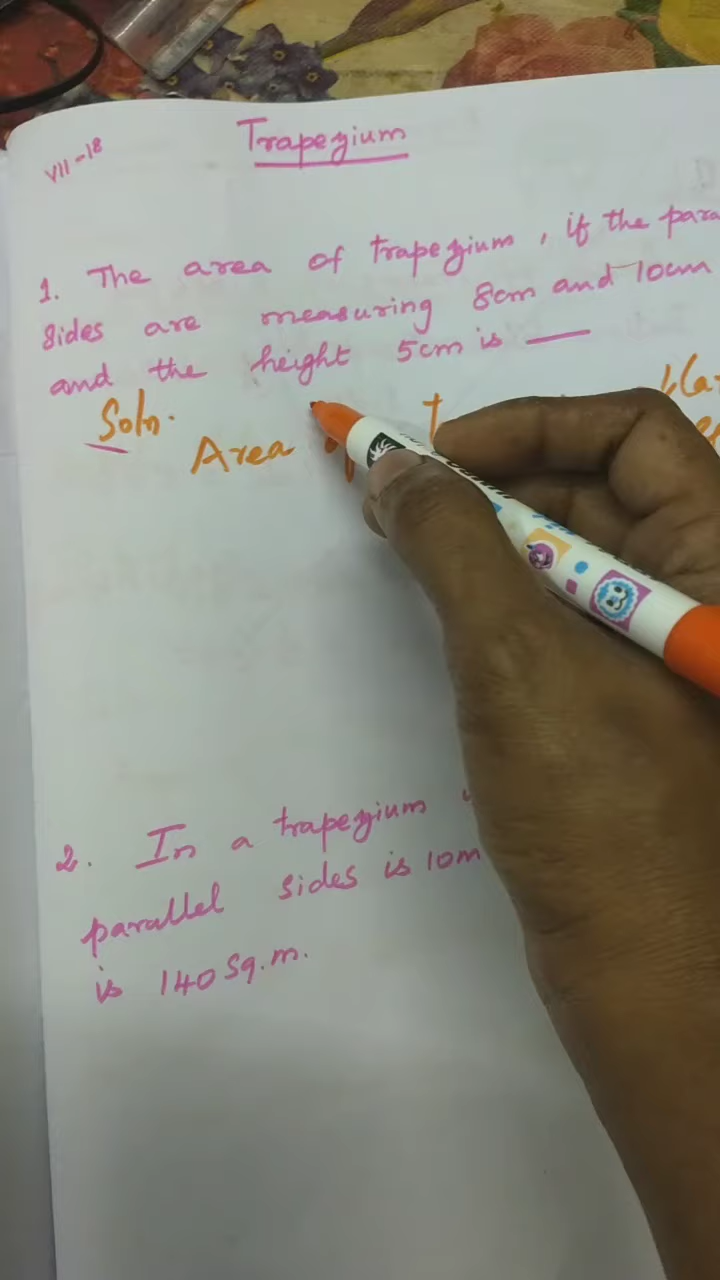 VII-18
Trapezium
1. The area of trapezium, if the para
sides are measuring 8cm and 10cm
and the height 5cm is ___
Soln.
Area
2. In a trapezium
parallel sides is 10m
is 140 sq.m.